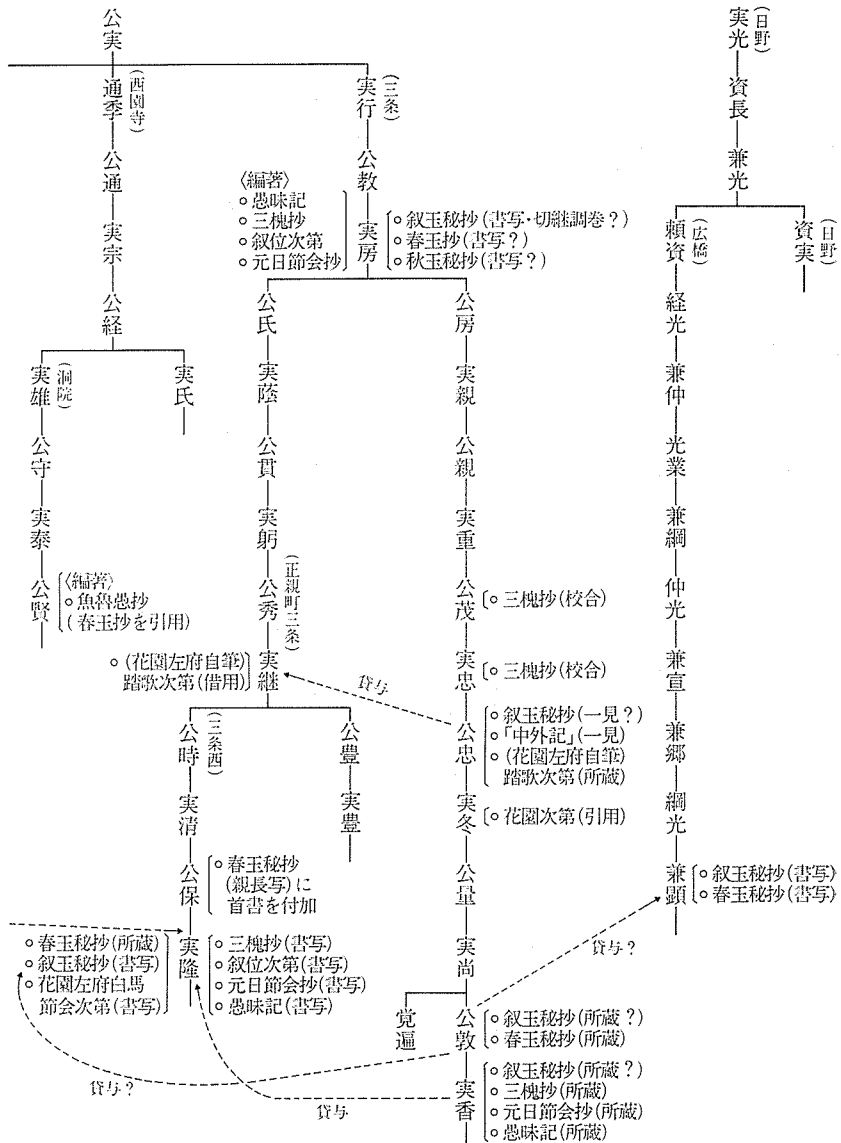 (日野)
実光
資長
兼光
資実
(日野)
頼資
(広橋)
経光
兼仲
光業
兼綱
仲光
兼宣
兼郷
綱光
兼顕
○叙玉秘抄(書写)
○春玉秘抄(書写)
公実
実行
(三条)
公教
実房
〈編著〉
○愚昧記
○三槐抄
○叙位次第
○元日節会抄
○叙玉秘抄(書写・切継調巻?)
○春玉抄(書写?)
○秋玉秘抄(書写?)
公房
実親
公親
実重
公茂
○三槐抄(校合)
実忠
○三槐抄(校合)
公忠
○叙玉秘抄(一見?)
○「中外記」(一見)
○(花園左府自筆)
踏歌次第(所蔵)
実冬
○花園次第(引用)
公量
実尚
公敦
○叙玉秘抄(所蔵?)
○春玉秘抄(所蔵)
覚遍
実香
○叙玉秘抄(所蔵?)
○三槐抄(所蔵)
○元日節会抄(所蔵)
○愚昧記(所蔵)
公氏
実蔭
公貫
実躬
公秀
(正親町三条)
実継
○(花園左府自筆)
踏歌次第(借用)
貸与
公豊
実豊
公時
(三条西)
実清
公保
○春玉秘抄
(親長写)に
首書を付加
実隆
○三槐抄(書写)
○叙位次第(書写)
○元日節会抄(書写)
○愚昧記(書写)
○春玉秘抄(所蔵)
○叙玉秘抄(書写)
○花園左府白馬
節会次第(書写)
貸与?
貸与?
貸与
通季
(西園寺)
公通
実宗
公経
実氏
実雄
(洞院)
公守
実泰
公賢
〈編著〉
○魚魯愚抄
(春玉抄を引用)